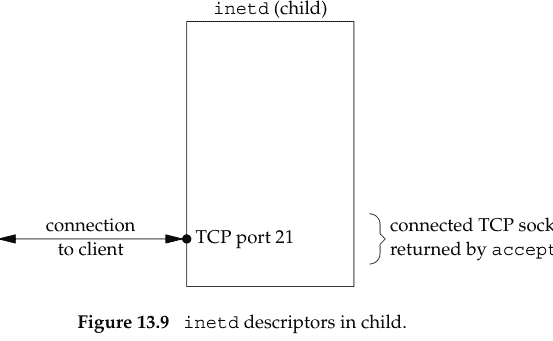 inetd (child)
connection
to client
TCP port 21
connected TCP sock
returned by accept
Figure 13.9 inetd descriptors in child.